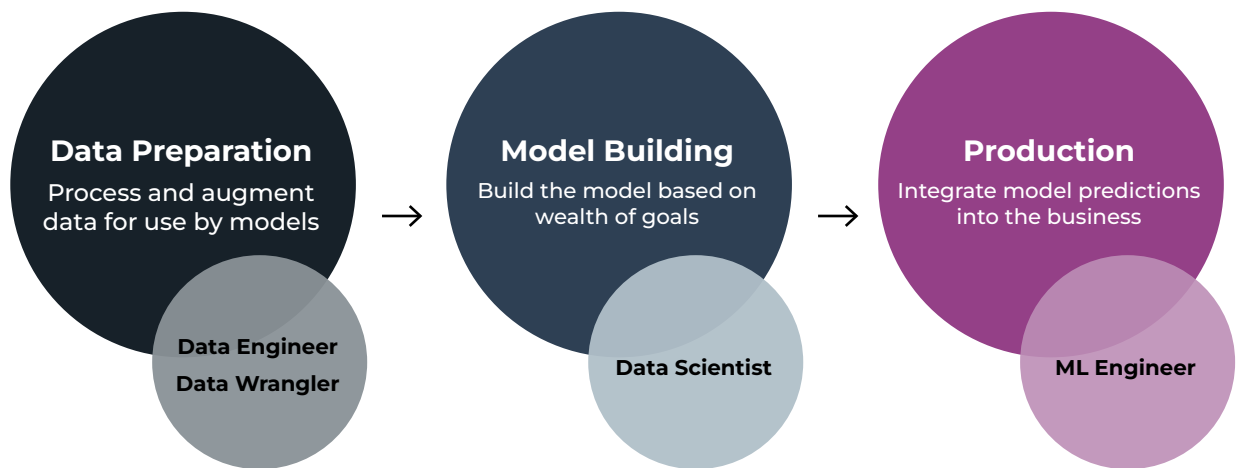 Data Preparation
Process and augment
data for use by models
Data Engineer
Data Wrangler
Model Building
Build the model based on
wealth of goals
Data Scientist
Production
Integrate model predictions
into the business
ML Engineer